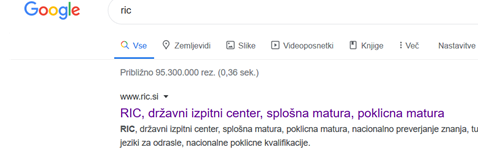 Google
ric
Vse Zemljevidi Slike Videoposnetki Knjige Več Nastavitve
Približno 95.300.000 rez. (0,36 sek.)
www.ric.si
RIC, državni izpitni center, splošna matura, poklicna matura
RIC, državni izpitni center, splošna matura, poklicna matura, nacionalno preverjanje znanja, tu
jeziki za odrasle, nacionalne poklicne kvalifikacije.